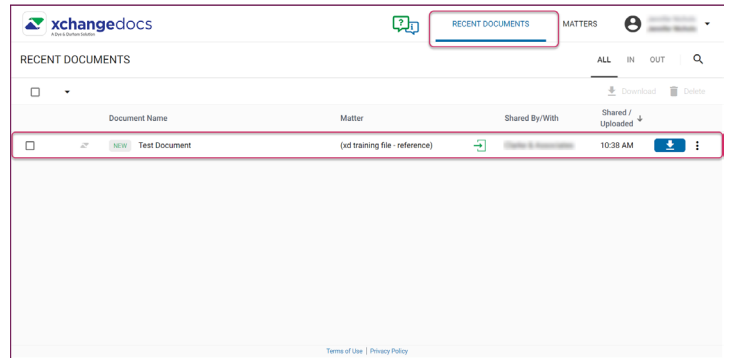 xchangedocs
A Dye & Durham Solution
RECENT DOCUMENTS MATTERS
RECENT DOCUMENTS
ALL IN OUT
Download Delete
Document Name Matter Shared By/With Shared / Uploaded
NEW Test Document (xd training file - reference) 10:38 AM
Terms of Use | Privacy Policy